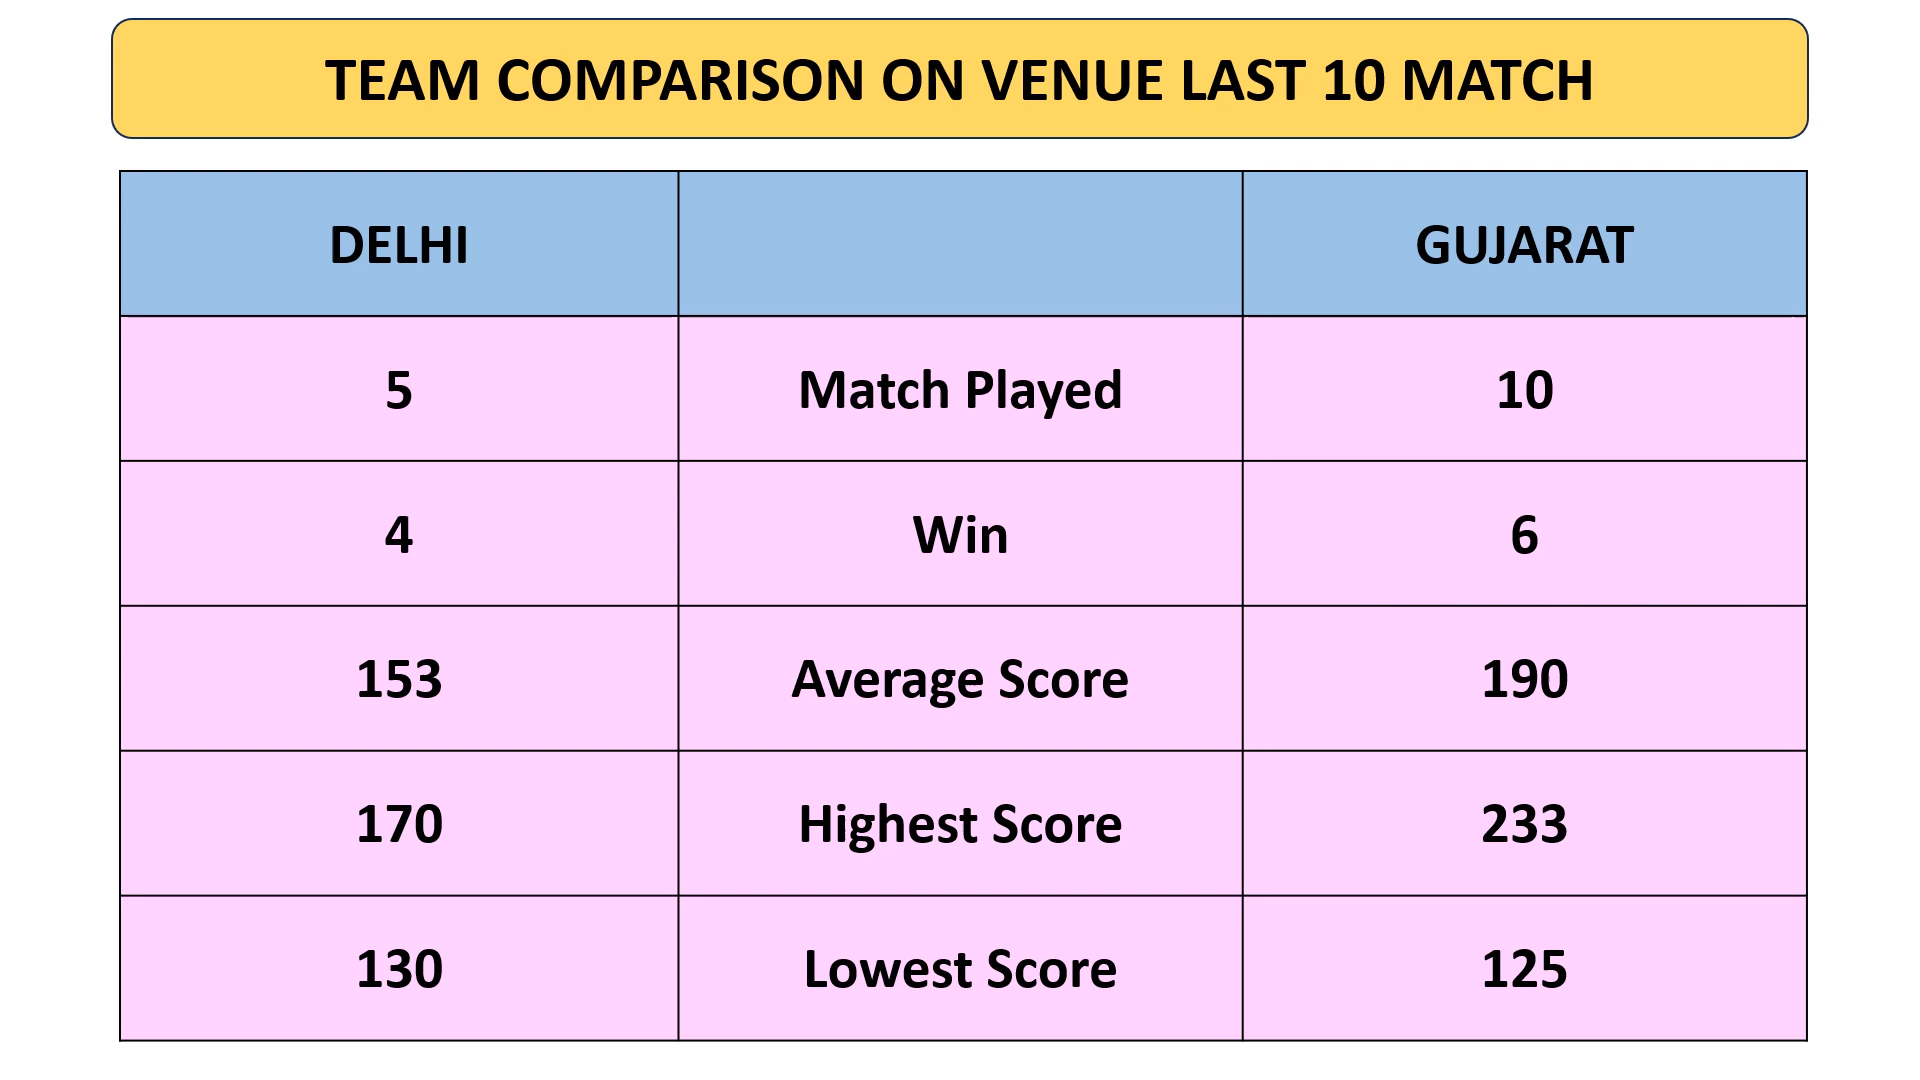 TEAM COMPARISON ON VENUE LAST 10 MATCH
DELHI GUJARAT
5 Match Played 10
4 Win 6
153 Average Score 190
170 Highest Score 233
130 Lowest Score 125